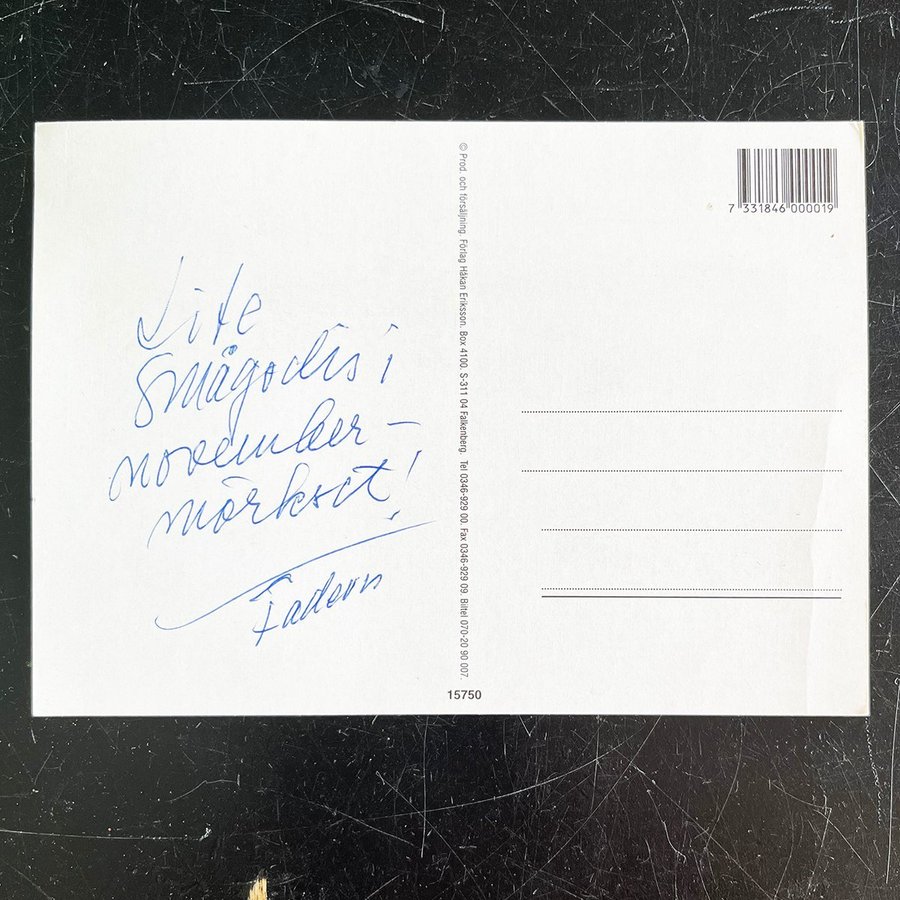 Lite
smågodis i
november-
mörkret!
Fadern
© Prod. och försäljning. Förlag Håkan Eriksson. Box 4100. S-311 04 Falkenberg. Tel 0346-929 00. Fax 0346-929 09. Biltel 070-20 90 007.
15750
7 331846 000019